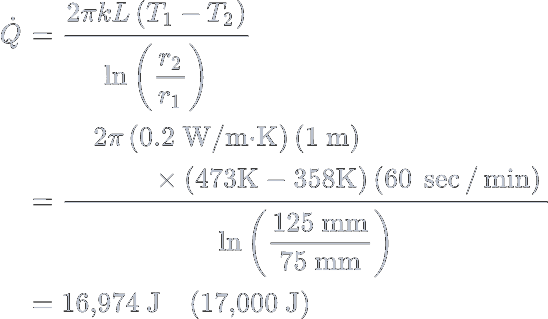 Q̇ = 2πkL (T₁ − T₂) / ln (r₂ / r₁)
= 2π (0.2 W/m·K) (1 m)
× (473K − 358K) (60 sec / min) / ln (125 mm / 75 mm)
= 16,974 J (17,000 J)